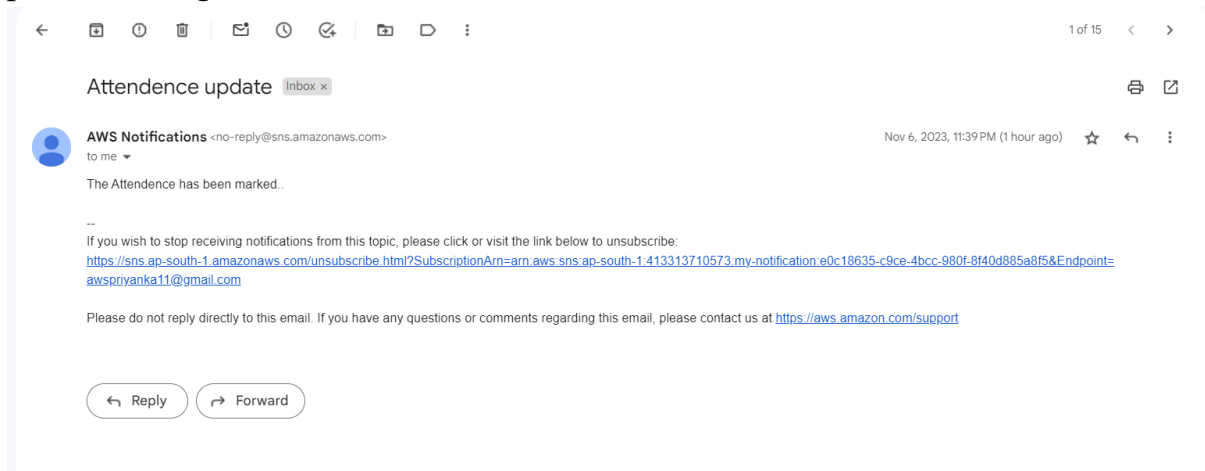 1 of 15
Attendence update Inbox ×
AWS Notifications <no-reply@sns.amazonaws.com> Nov 6, 2023, 11:39 PM (1 hour ago)
to me
The Attendence has been marked..
--
If you wish to stop receiving notifications from this topic, please click or visit the link below to unsubscribe:
https://sns.ap-south-1.amazonaws.com/unsubscribe.html?SubscriptionArn=arn:aws:sns:ap-south-1:413313710573:my-notification:e0c18635-c9ce-4bcc-980f-8f40d885a8f5&Endpoint=
awspriyanka11@gmail.com
Please do not reply directly to this email. If you have any questions or comments regarding this email, please contact us at https://aws.amazon.com/support
Reply Forward